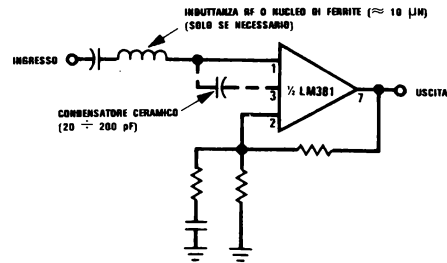 INDUTTANZA RF O NUCLEO DI FERRITE (≈ 10 µH)
(SOLO SE NECESSARIO)
INGRESSO
1
3
½ LM381
7
USCITA
2
CONDENSATORE CERAMICO
(20 ÷ 200 pF)